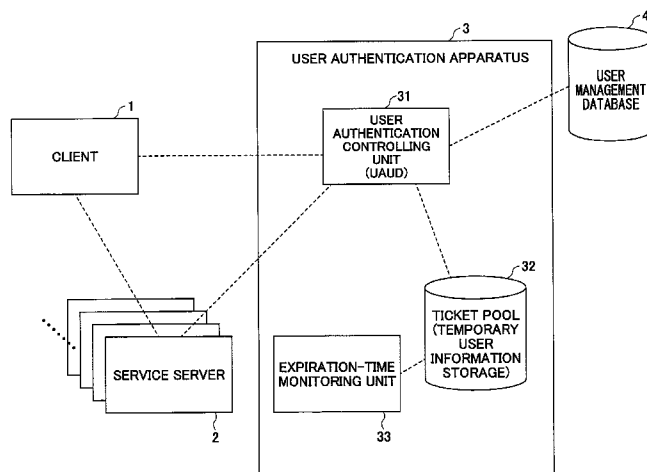 3
USER AUTHENTICATION APPARATUS
4
USER
MANAGEMENT
DATABASE
1
CLIENT
31
USER
AUTHENTICATION
CONTROLLING
UNIT
(UAUD)
32
TICKET POOL
(TEMPORARY
USER
INFORMATION
STORAGE)
SERVICE SERVER
2
EXPIRATION-TIME
MONITORING UNIT
33